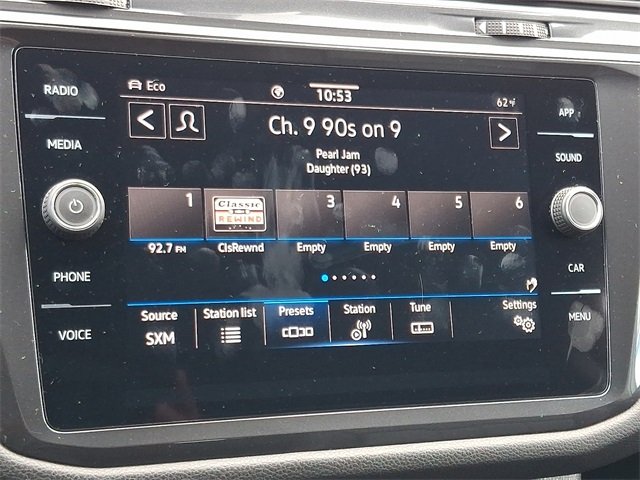 RADIO
MEDIA
PHONE
VOICE
Eco
10:53
62°F
Ch. 9 90s on 9
Pearl Jam
Daughter (93)
1
Classic
REWIND
3
4
5
6
92.7 FM
ClsRewnd
Empty
Empty
Empty
Empty
Source
SXM
Station list
Presets
Station
Tune
Settings
APP
SOUND
CAR
MENU